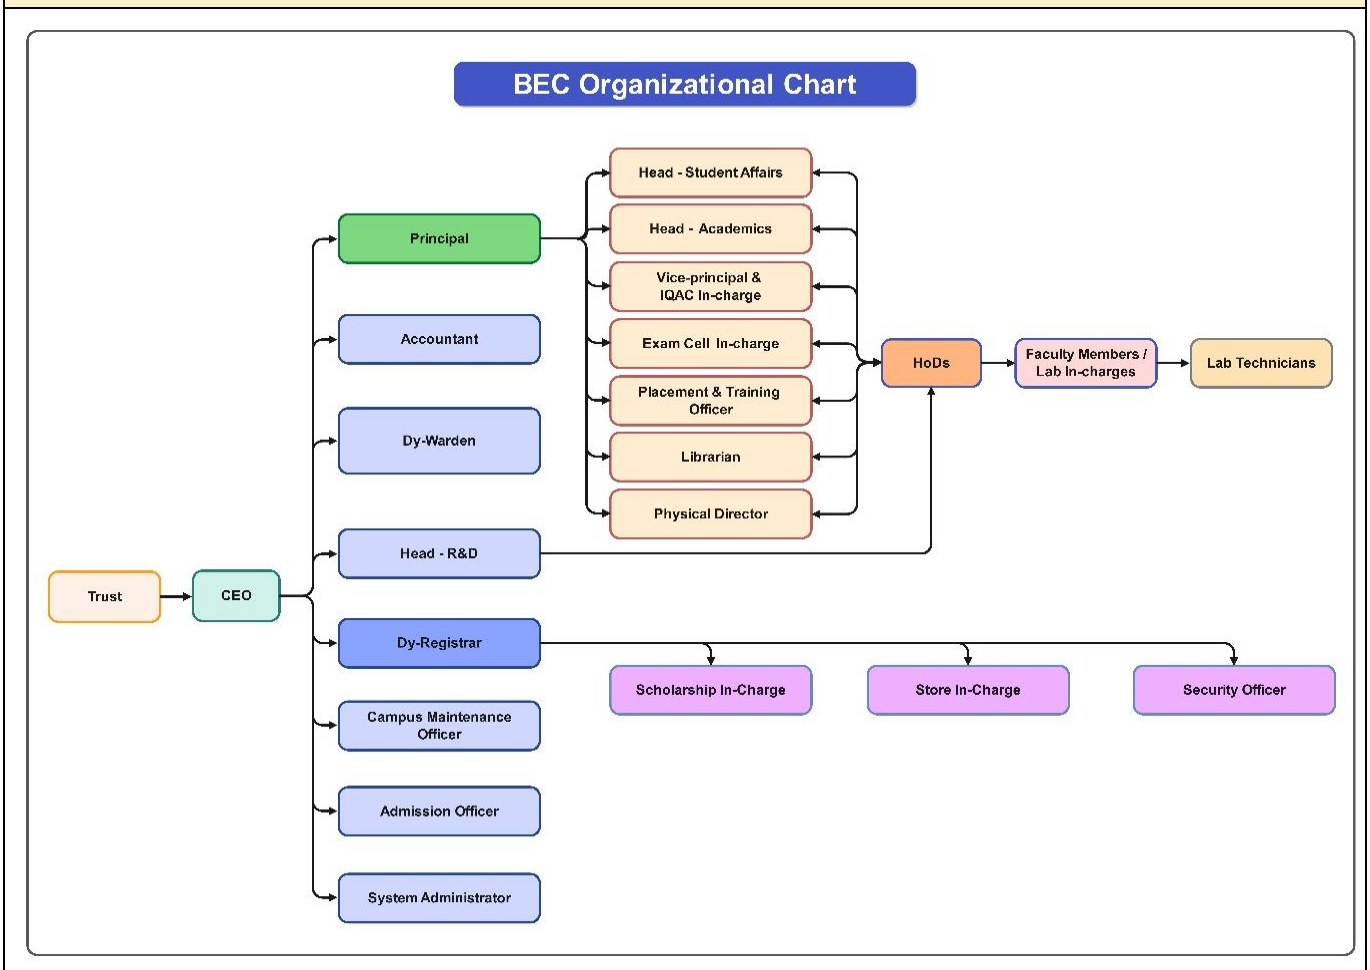 BEC Organizational Chart
Head - Student Affairs
Head - Academics
Vice-principal &
IQAC In-charge
Exam Cell In-charge
Placement & Training
Officer
Librarian
Physical Director
Principal
Accountant
Dy-Warden
Head - R&D
Trust
CEO
Dy-Registrar
Campus Maintenance
Officer
Admission Officer
System Administrator
HoDs
Faculty Members /
Lab In-charges
Lab Technicians
Scholarship In-Charge
Store In-Charge
Security Officer